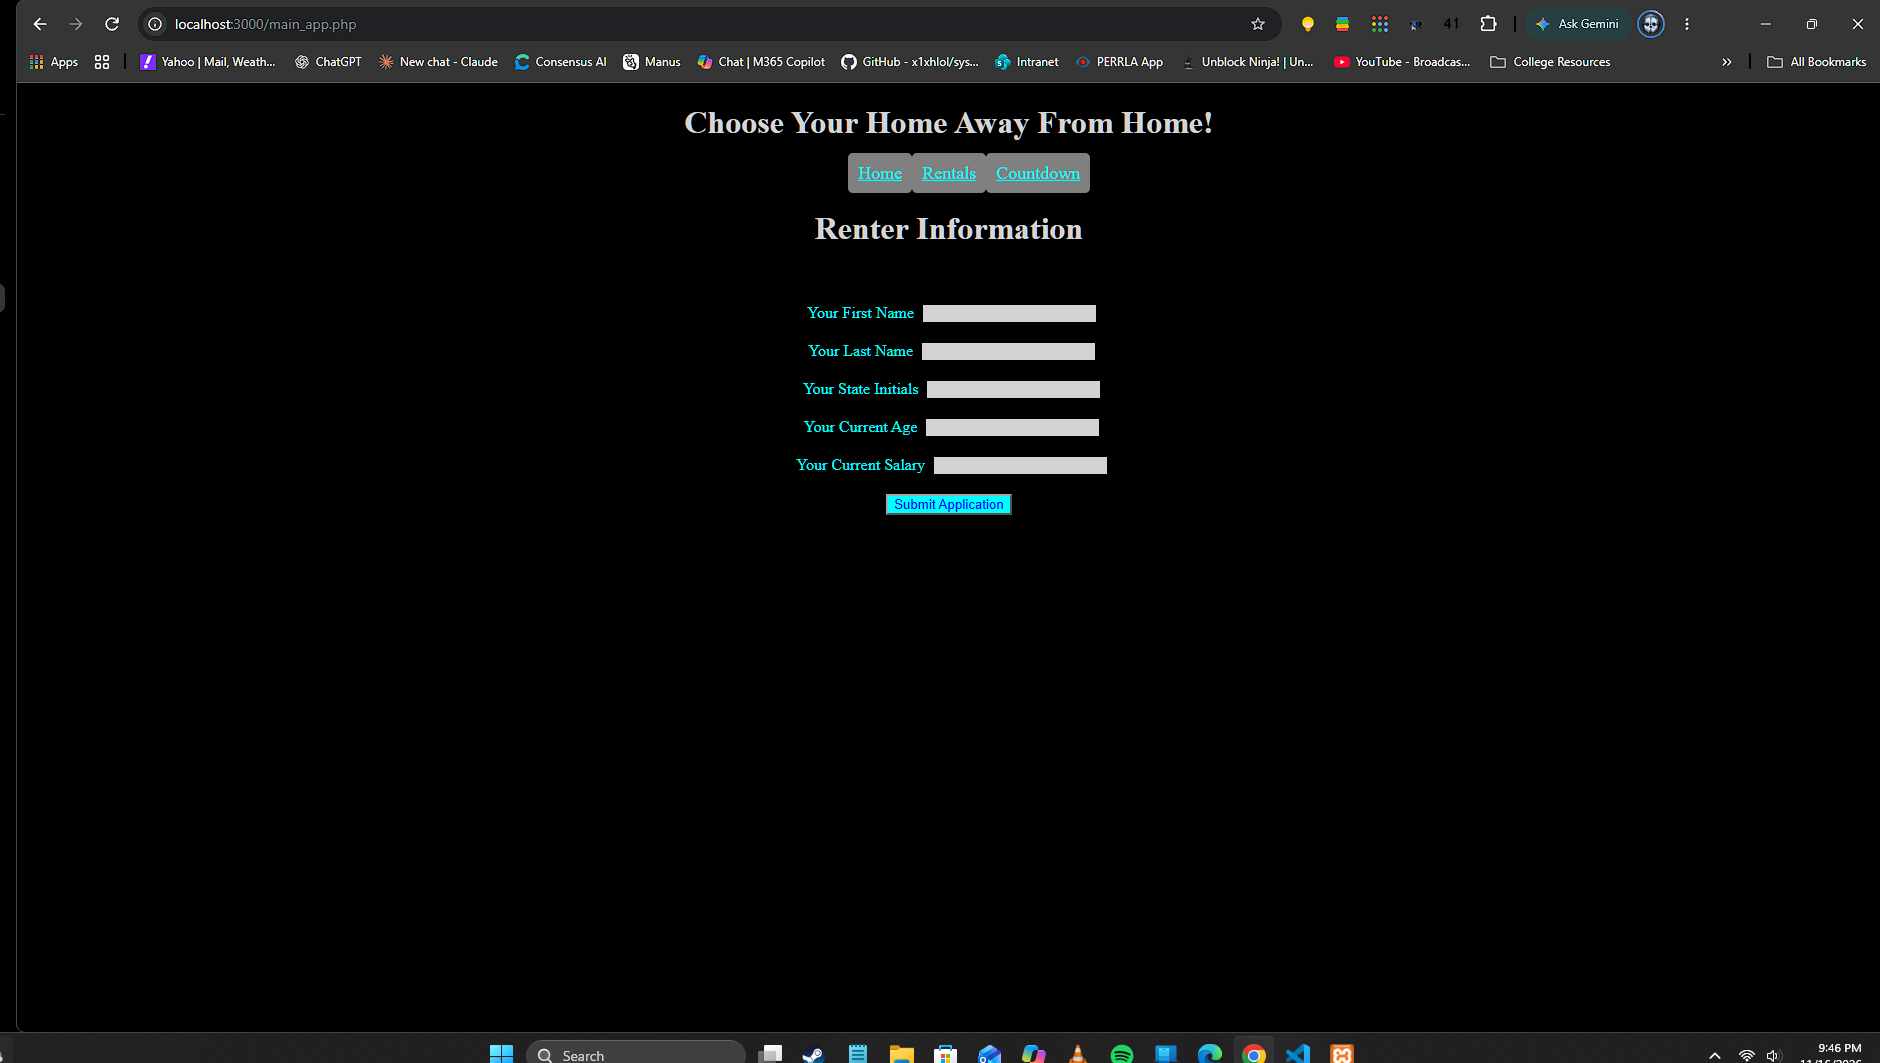 localhost:3000/main_app.php
41
Ask Gemini
Apps
Yahoo | Mail, Weath...
ChatGPT
New chat - Claude
Consensus AI
Manus
Chat | M365 Copilot
GitHub - x1xhlol/sys...
Intranet
PERRLA App
Unblock Ninja! | Un...
YouTube - Broadcas...
College Resources
All Bookmarks
Choose Your Home Away From Home!
Home Rentals Countdown
Renter Information
Your First Name
Your Last Name
Your State Initials
Your Current Age
Your Current Salary
Submit Application
Search
9:46 PM